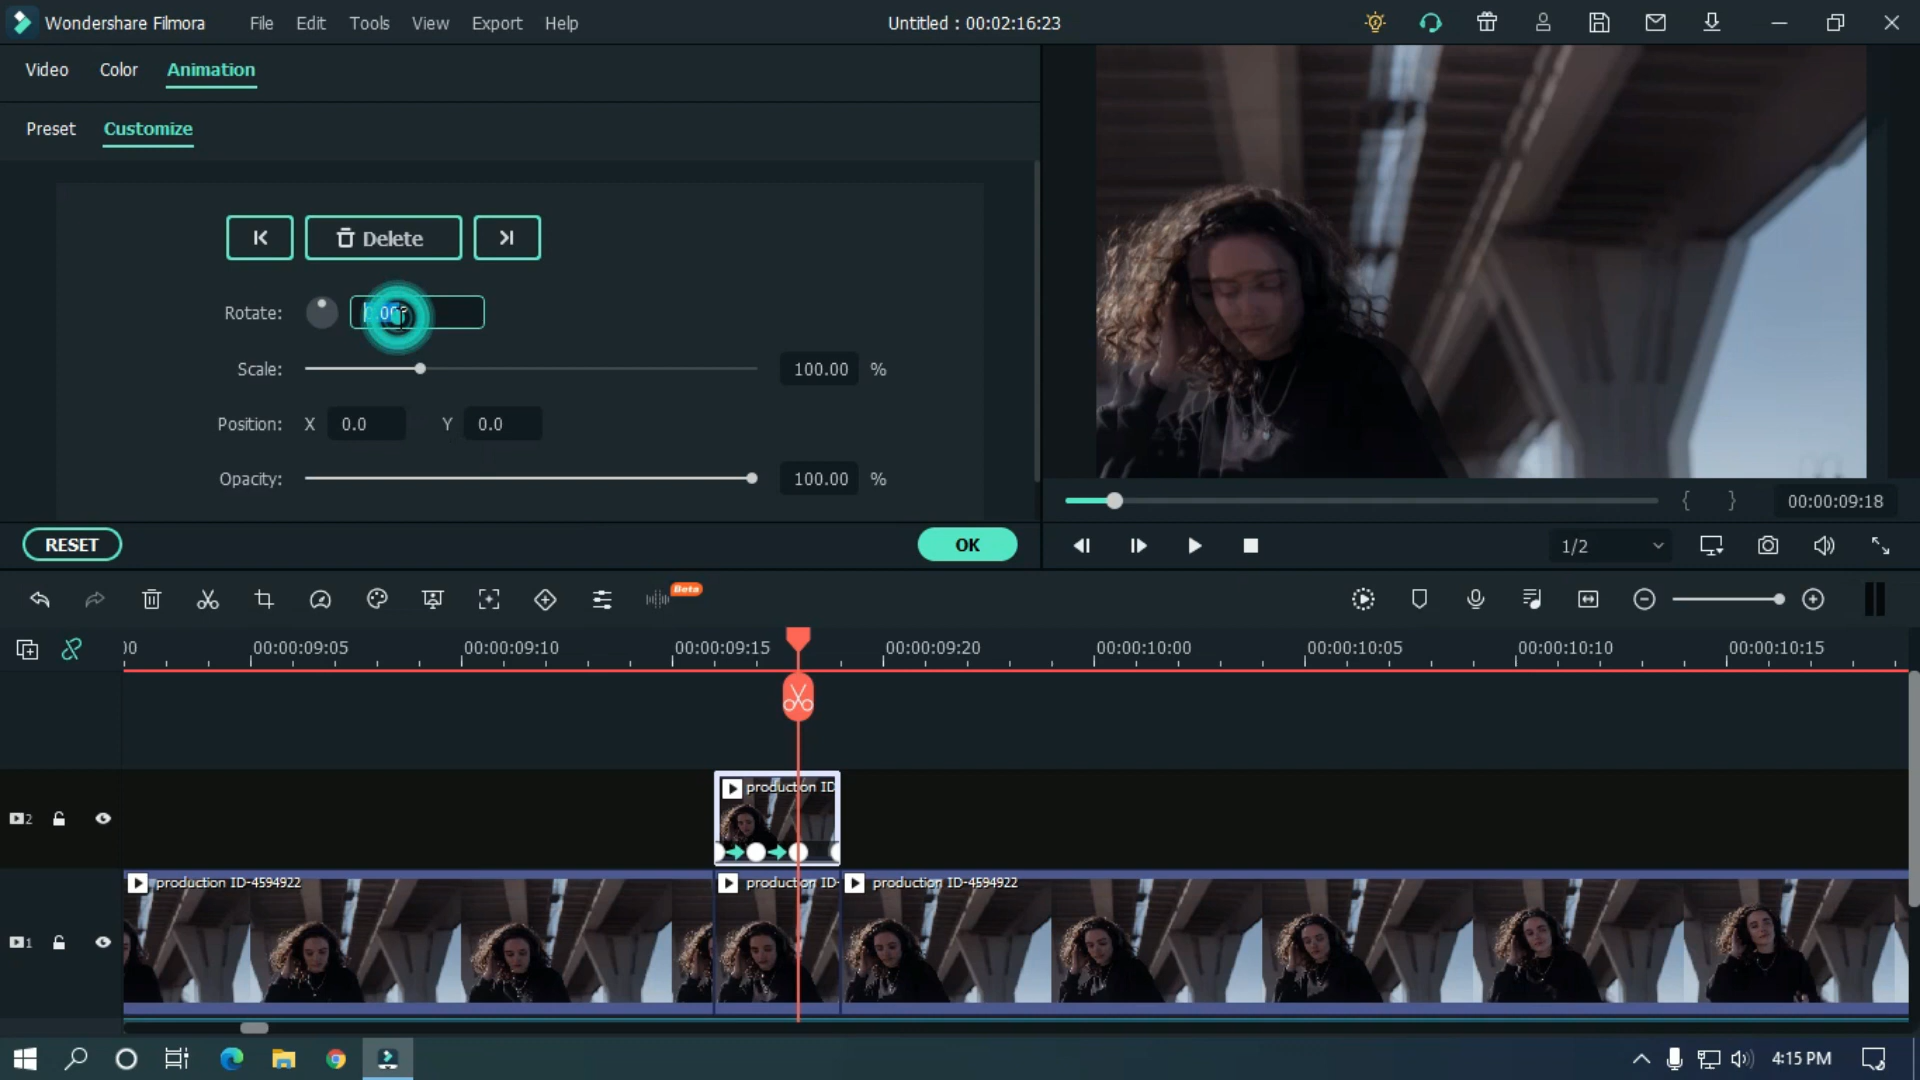 Wondershare Filmora File Edit Tools View Export Help Untitled : 00:02:16:23
Video Color Animation
Preset Customize
Delete
Rotate:
Scale: 100.00 %
Position: X 0.0 Y 0.0
Opacity: 100.00 %
00:00:09:18
RESET OK 1/2
Beta
00 00:00:09:05 00:00:09:10 00:00:09:15 00:00:09:20 00:00:10:00 00:00:10:05 00:00:10:10 00:00:10:15
production ID
2
production ID-4594922 production ID- production ID-4594922
1
4:15 PM